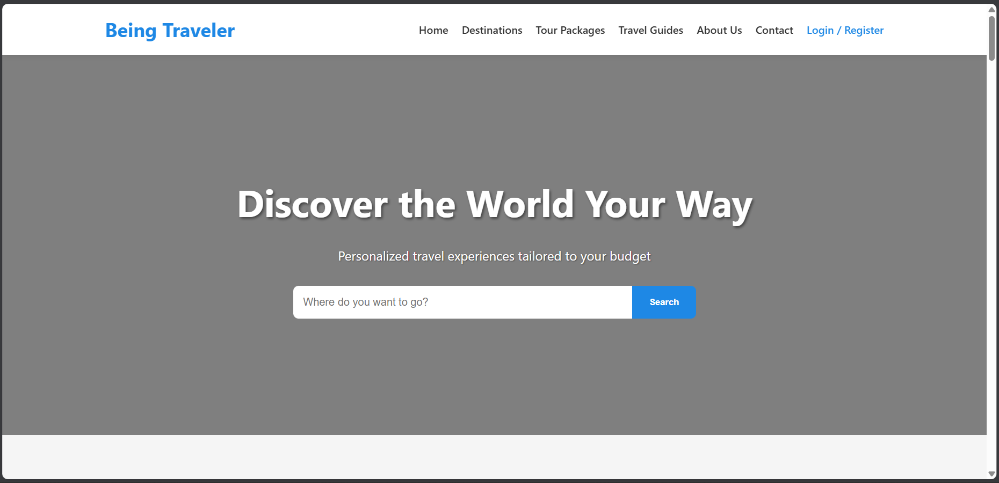 Being Traveler
Home Destinations Tour Packages Travel Guides About Us Contact Login / Register
Discover the World Your Way
Personalized travel experiences tailored to your budget
Where do you want to go? Search